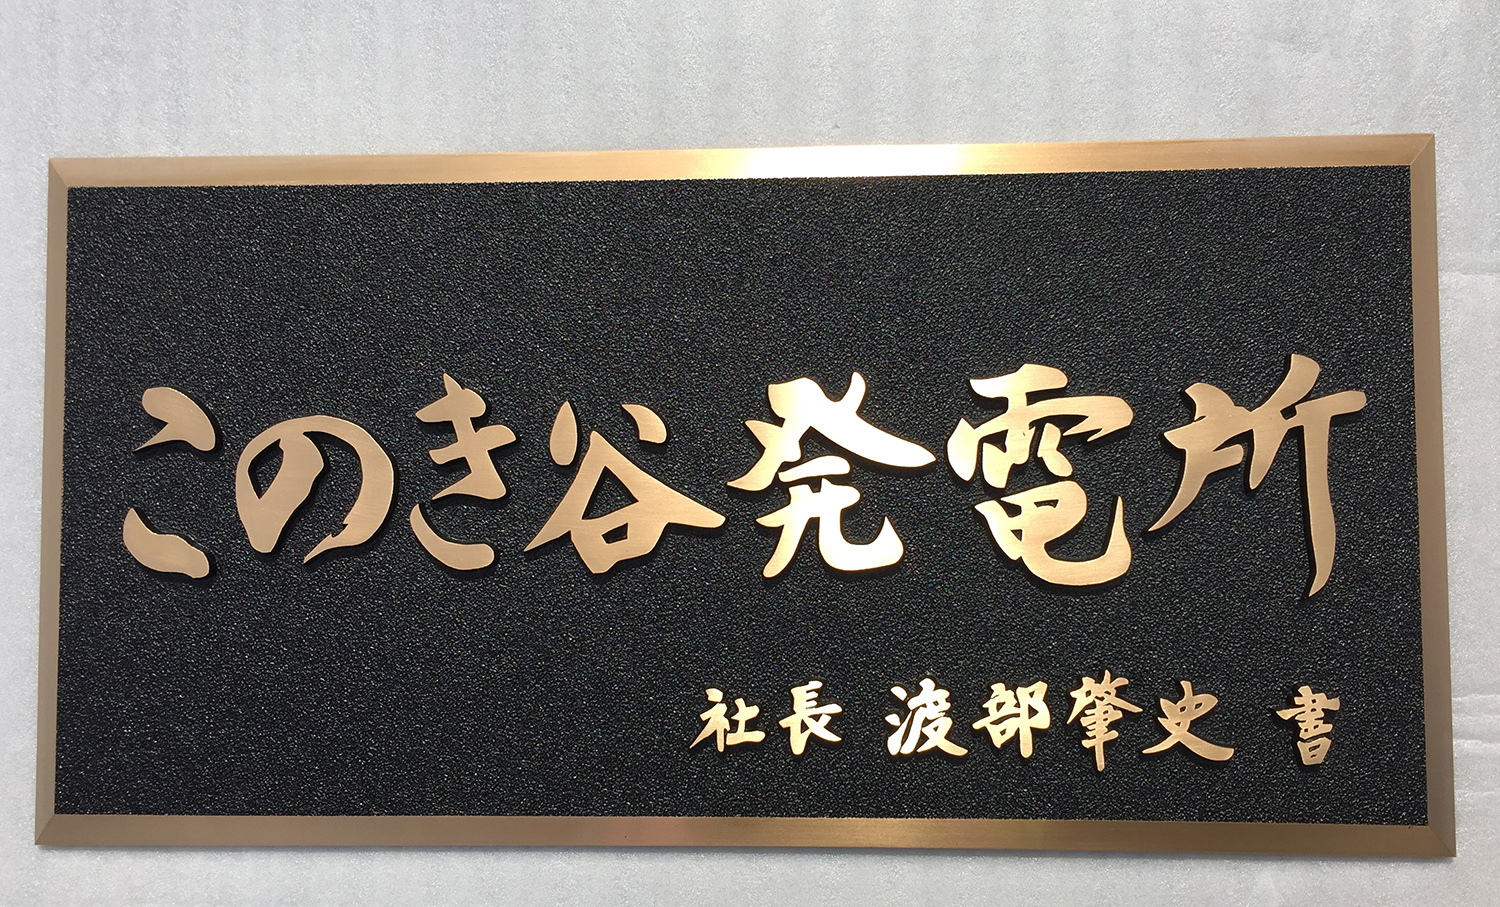 このき谷発電所
社長 渡部肇史 書